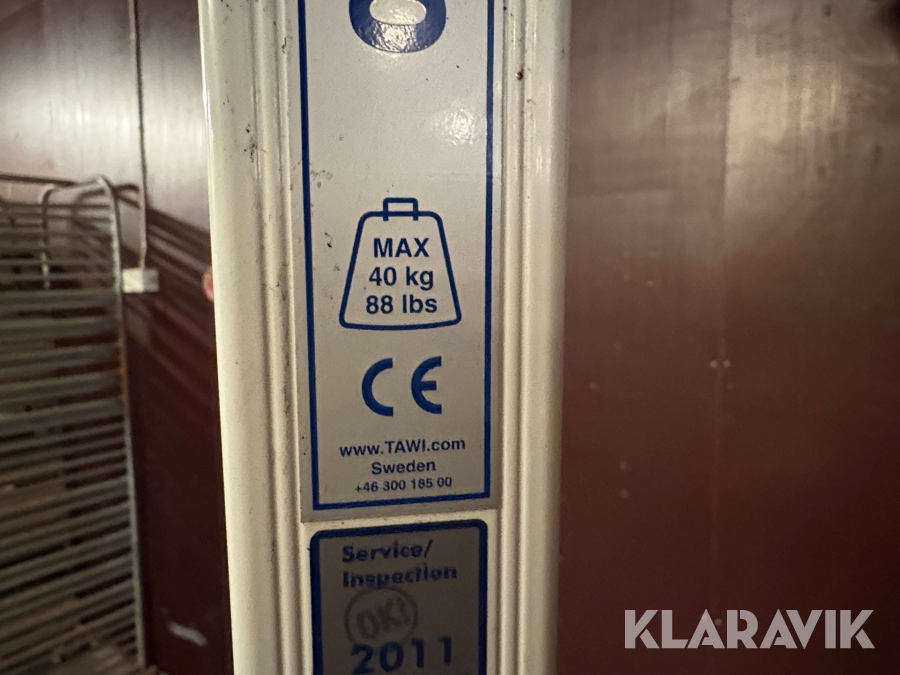 MAX
40 kg
88 lbs
CE
www.TAWI.com
Sweden
+46 300 185 00
Service/
Inspection
OK!
2011
KLARAVIK